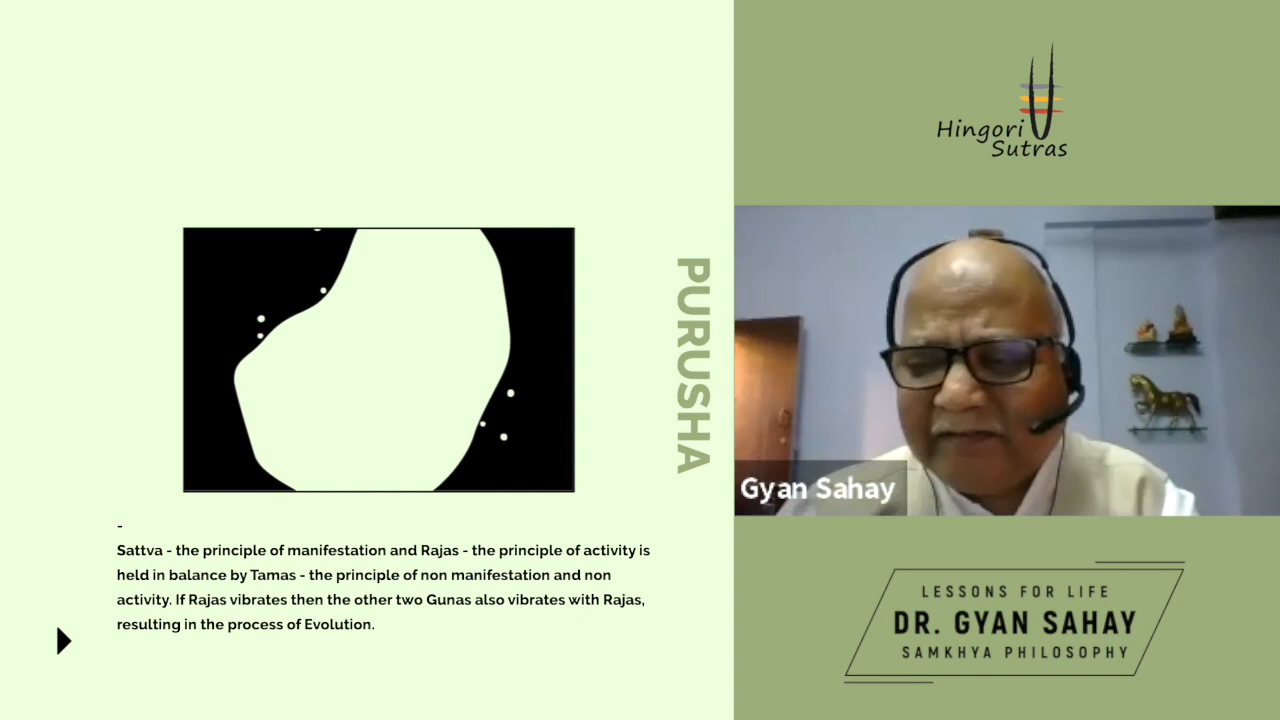 PURUSHA
-
Sattva - the principle of manifestation and Rajas - the principle of activity is
held in balance by Tamas - the principle of non manifestation and non
activity. If Rajas vibrates then the other two Gunas also vibrates with Rajas,
resulting in the process of Evolution.
Hingori
Sutras
Gyan Sahay
LESSONS FOR LIFE
DR. GYAN SAHAY
SAMKHYA PHILOSOPHY